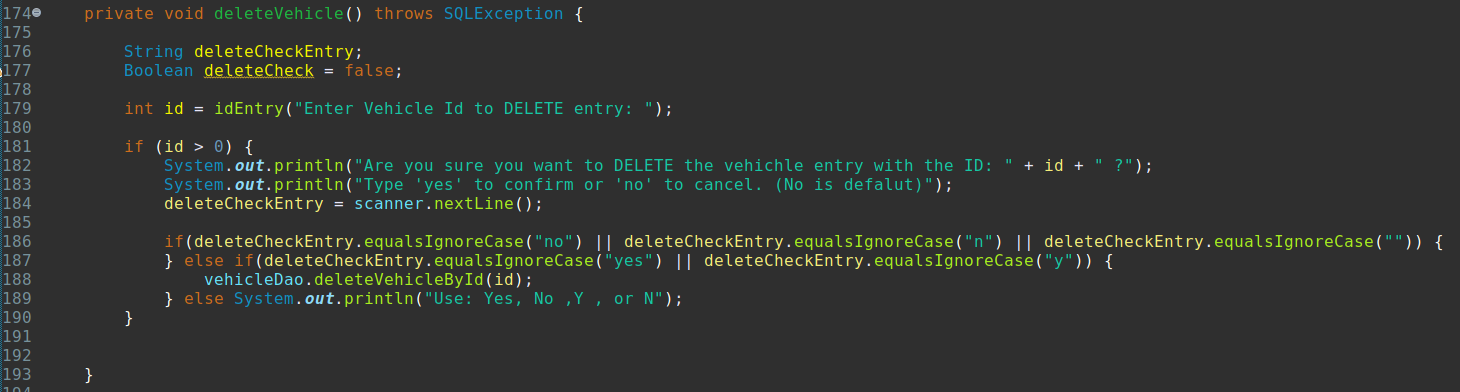 174    private void deleteVehicle() throws SQLException {
175
176        String deleteCheckEntry;
177        Boolean deleteCheck = false;
178
179        int id = idEntry("Enter Vehicle Id to DELETE entry: ");
180
181        if (id > 0) {
182            System.out.println("Are you sure you want to DELETE the vehichle entry with the ID: " + id + " ?");
183            System.out.println("Type 'yes' to confirm or 'no' to cancel. (No is defalut)");
184            deleteCheckEntry = scanner.nextLine();
185
186            if(deleteCheckEntry.equalsIgnoreCase("no") || deleteCheckEntry.equalsIgnoreCase("n") || deleteCheckEntry.equalsIgnoreCase("")) {
187            } else if(deleteCheckEntry.equalsIgnoreCase("yes") || deleteCheckEntry.equalsIgnoreCase("y")) {
188                vehicleDao.deleteVehicleById(id);
189            } else System.out.println("Use: Yes, No ,Y , or N");
190        }
191
192
193    }